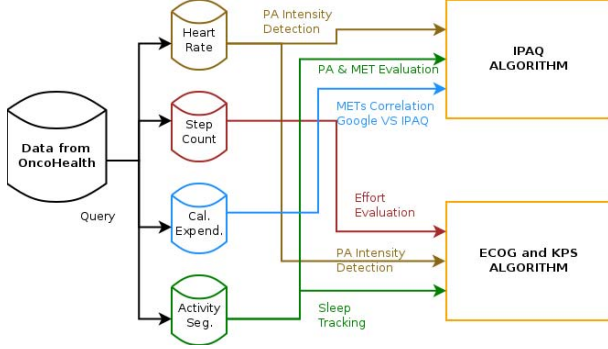 PA Intensity
Detection
Heart
Rate
IPAQ
ALGORITHM
PA & MET Evaluation
METs Correlation
Google VS IPAQ
Step
Count
Data from
OncoHealth
Query
Effort
Evaluation
Cal.
Expend.
PA Intensity
Detection
ECOG and KPS
ALGORITHM
Activity
Seg.
Sleep
Tracking